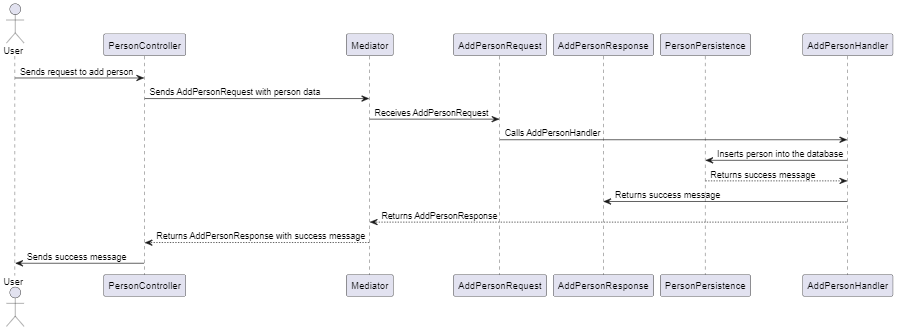 User
PersonController
Mediator
AddPersonRequest
AddPersonResponse
PersonPersistence
AddPersonHandler
Sends request to add person
Sends AddPersonRequest with person data
Receives AddPersonRequest
Calls AddPersonHandler
Inserts person into the database
Returns success message
Returns success message
Returns AddPersonResponse
Returns AddPersonResponse with success message
Sends success message
User
PersonController
Mediator
AddPersonRequest
AddPersonResponse
PersonPersistence
AddPersonHandler